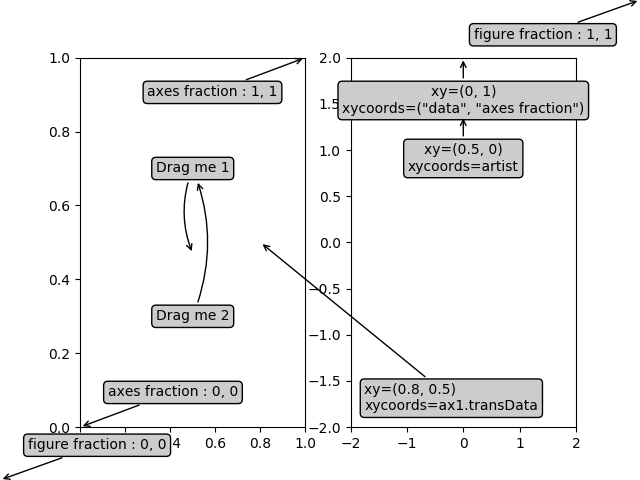 figure fraction : 1, 1
1.0
axes fraction : 1, 1
0.8
Drag me 1
0.6
0.4
Drag me 2
0.2
axes fraction : 0, 0
0.0
figure fraction : 0, 0
4
0.6
0.8
1.0
2.0
xy=(0, 1)
xycoords=("data", "axes fraction")
1.5
xy=(0.5, 0)
xycoords=artist
1.0
0.5
0.0
−0.5
−1.0
−1.5
xy=(0.8, 0.5)
xycoords=ax1.transData
−2.0
−2
−1
0
1
2